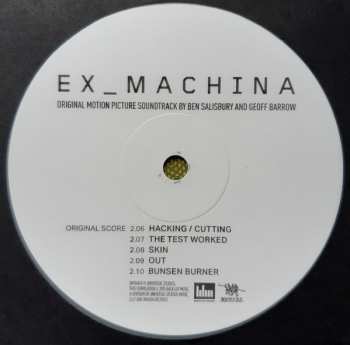 EX_MACHINA
ORIGINAL MOTION PICTURE SOUNDTRACK BY BEN SALISBURY AND GEOFF BARROW
ORIGINAL SCORE 2.06 HACKING / CUTTING
2.07 THE TEST WORKED
2.08 SKIN
2.09 OUT
2.10 BUNSEN BURNER